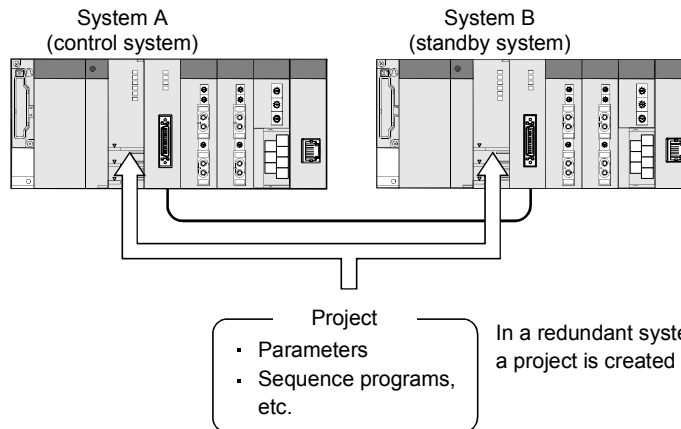 System A
(control system)
System B
(standby system)
Project
· Parameters
· Sequence programs,
etc.
In a redundant syste
a project is created